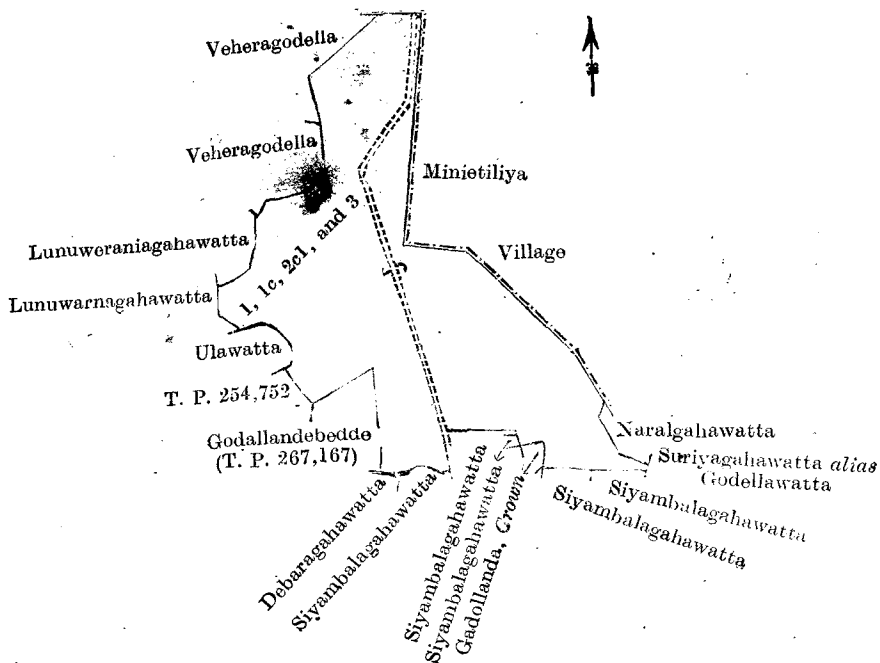 Veheragodella
Veheragodella
Minietiliya
1, 1c, 2c1, and 3
Lunuweraniagahawatta
Village
Lunuwarnagahawatta
Ulawatta
T. P. 254,752
Godallandebedde
(T. P. 267,167)
Naralgahawatta
Suriyagahawatta alias
Godellawatta
Debaragahawatta
Siyambalagahawatta
Siyambalagahawatta
Siyambalagahawatta
Gadollanda, Crown
Siyambalagahawatta
Siyambalagahawatta